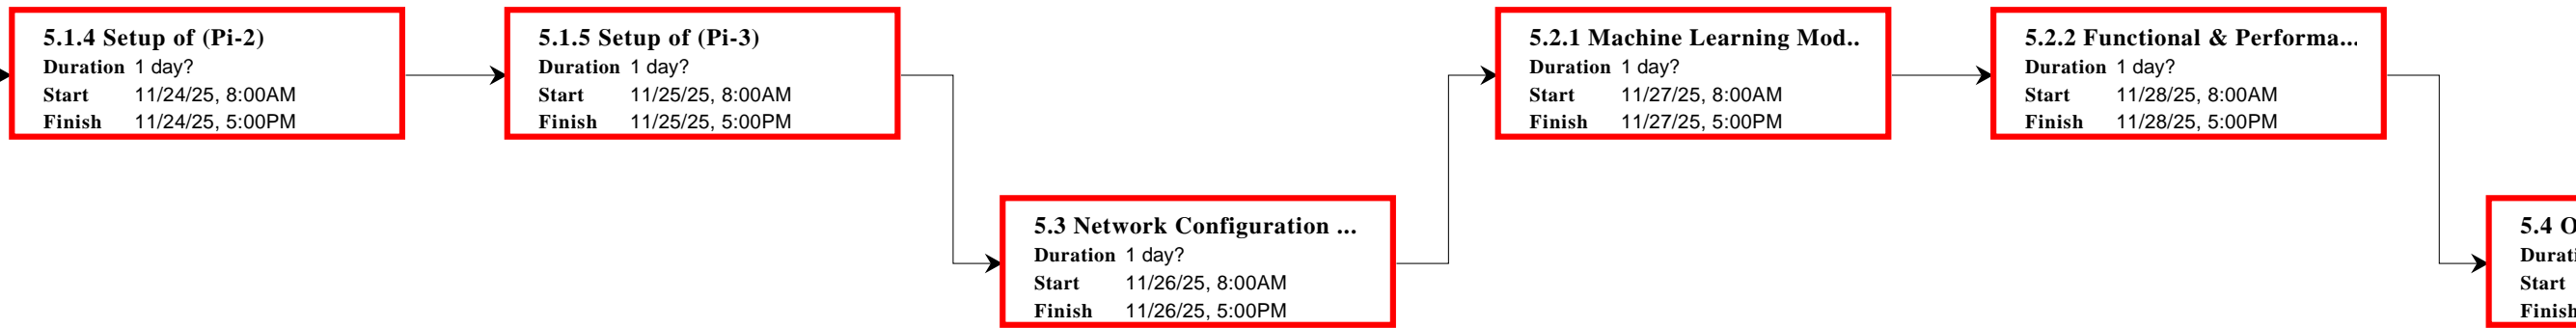 5.1.4 Setup of (Pi-2)
Duration 1 day?
Start 11/24/25, 8:00AM
Finish 11/24/25, 5:00PM
5.1.5 Setup of (Pi-3)
Duration 1 day?
Start 11/25/25, 8:00AM
Finish 11/25/25, 5:00PM
5.3 Network Configuration ...
Duration 1 day?
Start 11/26/25, 8:00AM
Finish 11/26/25, 5:00PM
5.2.1 Machine Learning Mod..
Duration 1 day?
Start 11/27/25, 8:00AM
Finish 11/27/25, 5:00PM
5.2.2 Functional & Performa...
Duration 1 day?
Start 11/28/25, 8:00AM
Finish 11/28/25, 5:00PM
5.4 O
Durati
Start
Finish